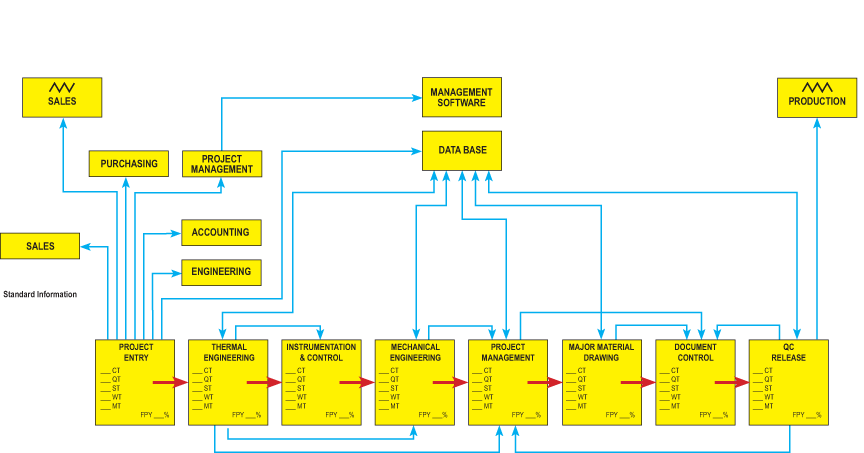 SALES
MANAGEMENT
SOFTWARE
PRODUCTION
DATA BASE
PURCHASING
PROJECT
MANAGEMENT
ACCOUNTING
SALES
ENGINEERING
Standard Information
PROJECT
ENTRY
___ CT
___ QT
___ ST
___ WT
___ MT
FPY ___%
THERMAL
ENGINEERING
___ CT
___ QT
___ ST
___ WT
___ MT
FPY ___%
INSTRUMENTATION
& CONTROL
___ CT
___ QT
___ ST
___ WT
___ MT
FPY ___%
MECHANICAL
ENGINEERING
___ CT
___ QT
___ ST
___ WT
___ MT
FPY ___%
PROJECT
MANAGEMENT
___ CT
___ QT
___ ST
___ WT
___ MT
FPY ___%
MAJOR MATERIAL
DRAWING
___ CT
___ QT
___ ST
___ WT
___ MT
FPY ___%
DOCUMENT
CONTROL
___ CT
___ QT
___ ST
___ WT
___ MT
FPY ___%
QC
RELEASE
___ CT
___ QT
___ ST
___ WT
___ MT
FPY ___%